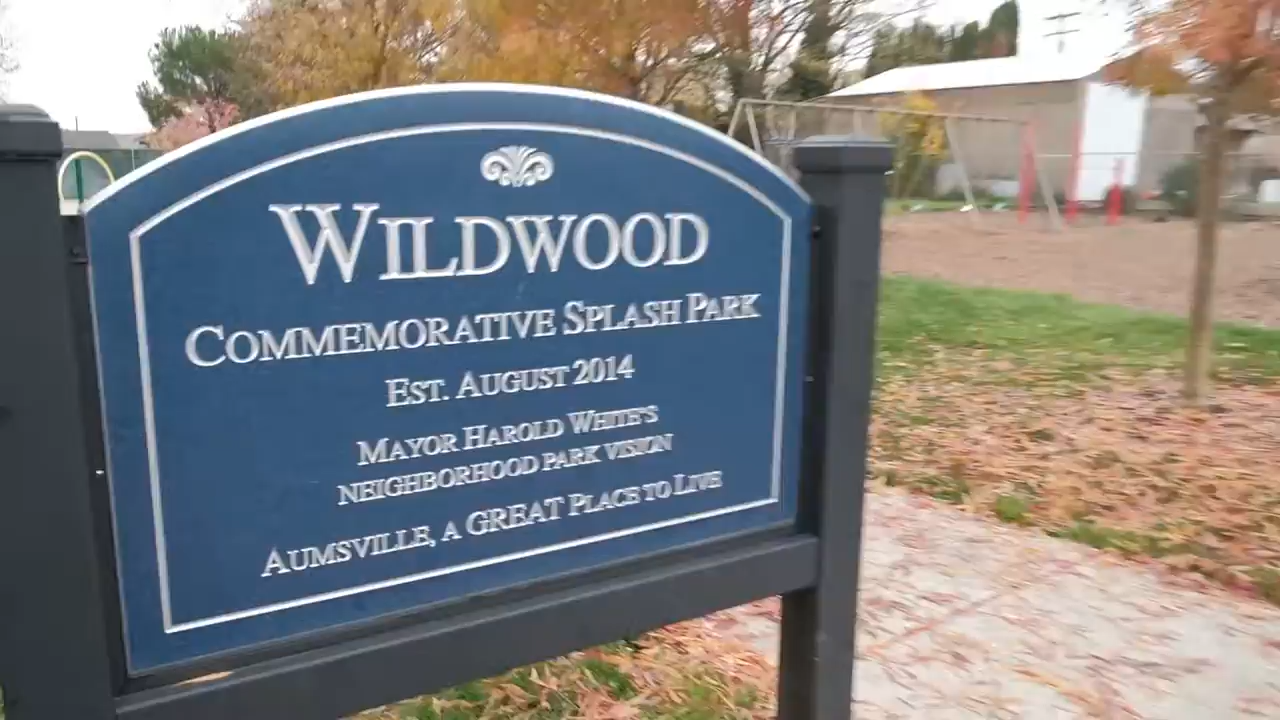 WILDWOOD
COMMEMORATIVE SPLASH PARK
EST. AUGUST 2014
MAYOR HAROLD WHITE'S
NEIGHBORHOOD PARK VISION
AUMSVILLE, A GREAT PLACE TO LIVE